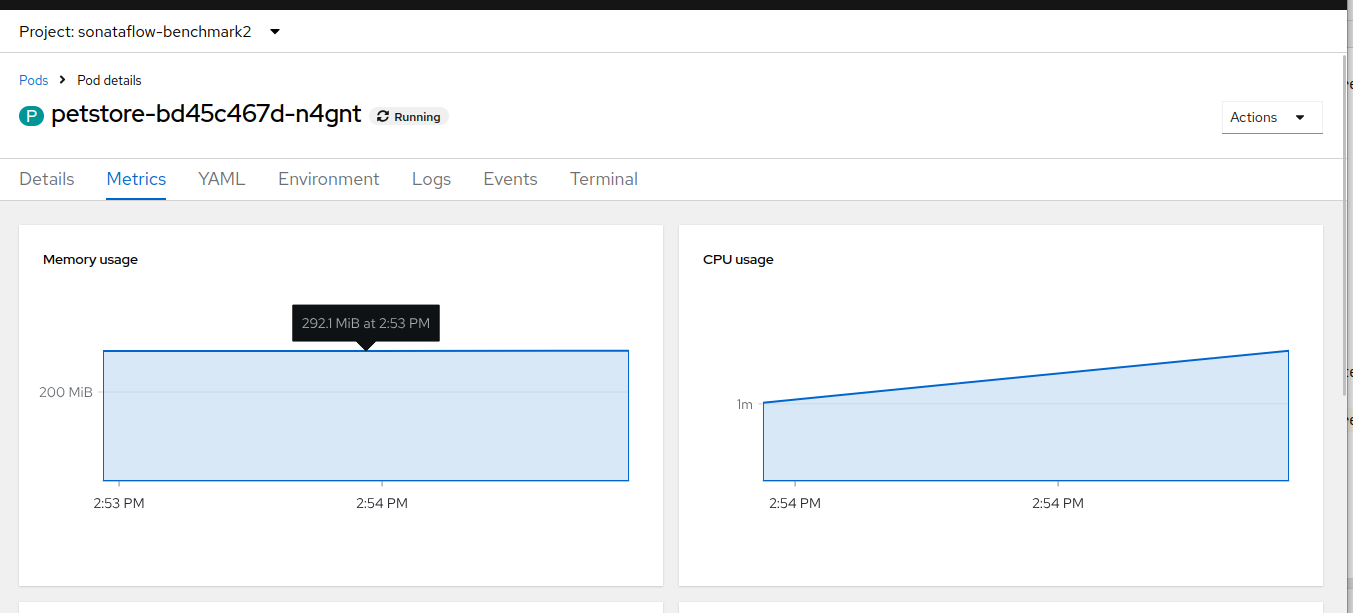 Project: sonataflow-benchmark2
Pods > Pod details
P petstore-bd45c467d-n4gnt Running
Actions
Details Metrics YAML Environment Logs Events Terminal
Memory usage
292.1 MiB at 2:53 PM
200 MiB
2:53 PM 2:54 PM
CPU usage
1m
2:54 PM 2:54 PM